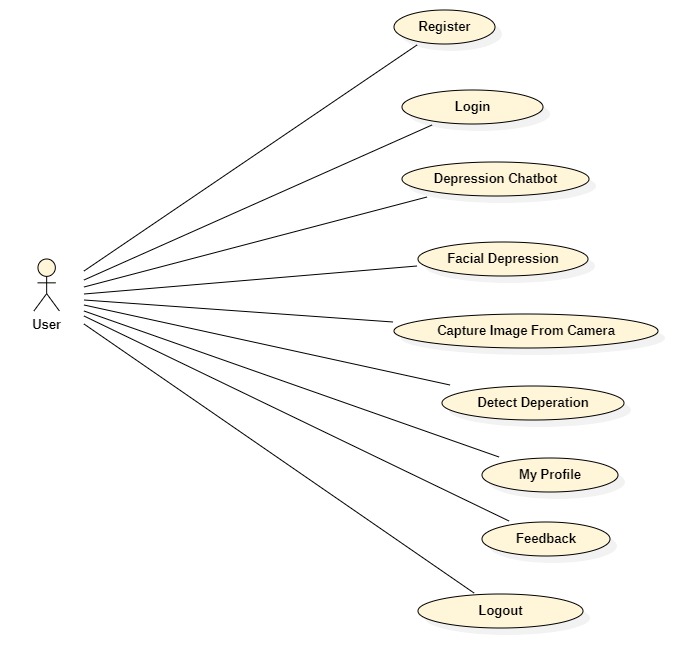 Register
Login
Depression Chatbot
Facial Depression
User
Capture Image From Camera
Detect Deperation
My Profile
Feedback
Logout